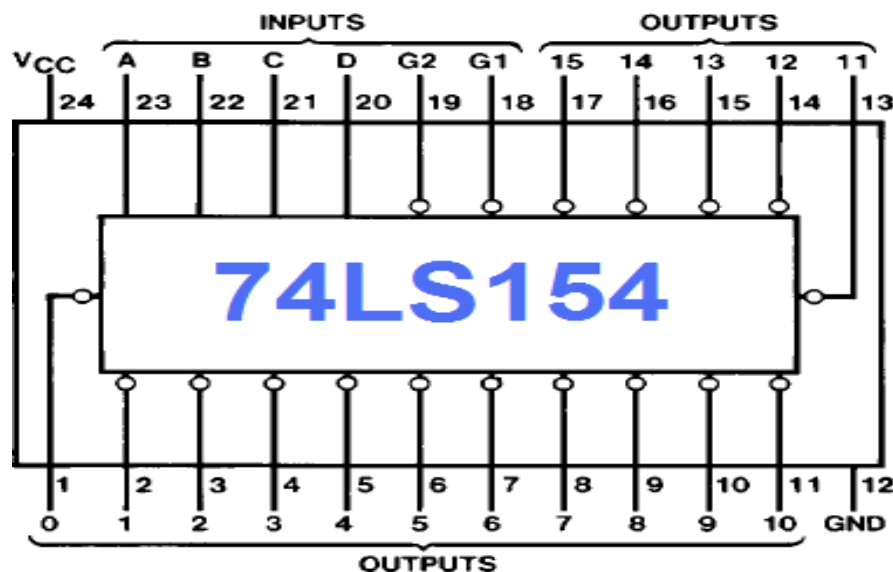 INPUTS OUTPUTS
VCC A B C D G2 G1 15 14 13 12 11
24 23 22 21 20 19 18 17 16 15 14 13
74LS154
1 2 3 4 5 6 7 8 9 10 11 12
0 1 2 3 4 5 6 7 8 9 10 GND
OUTPUTS